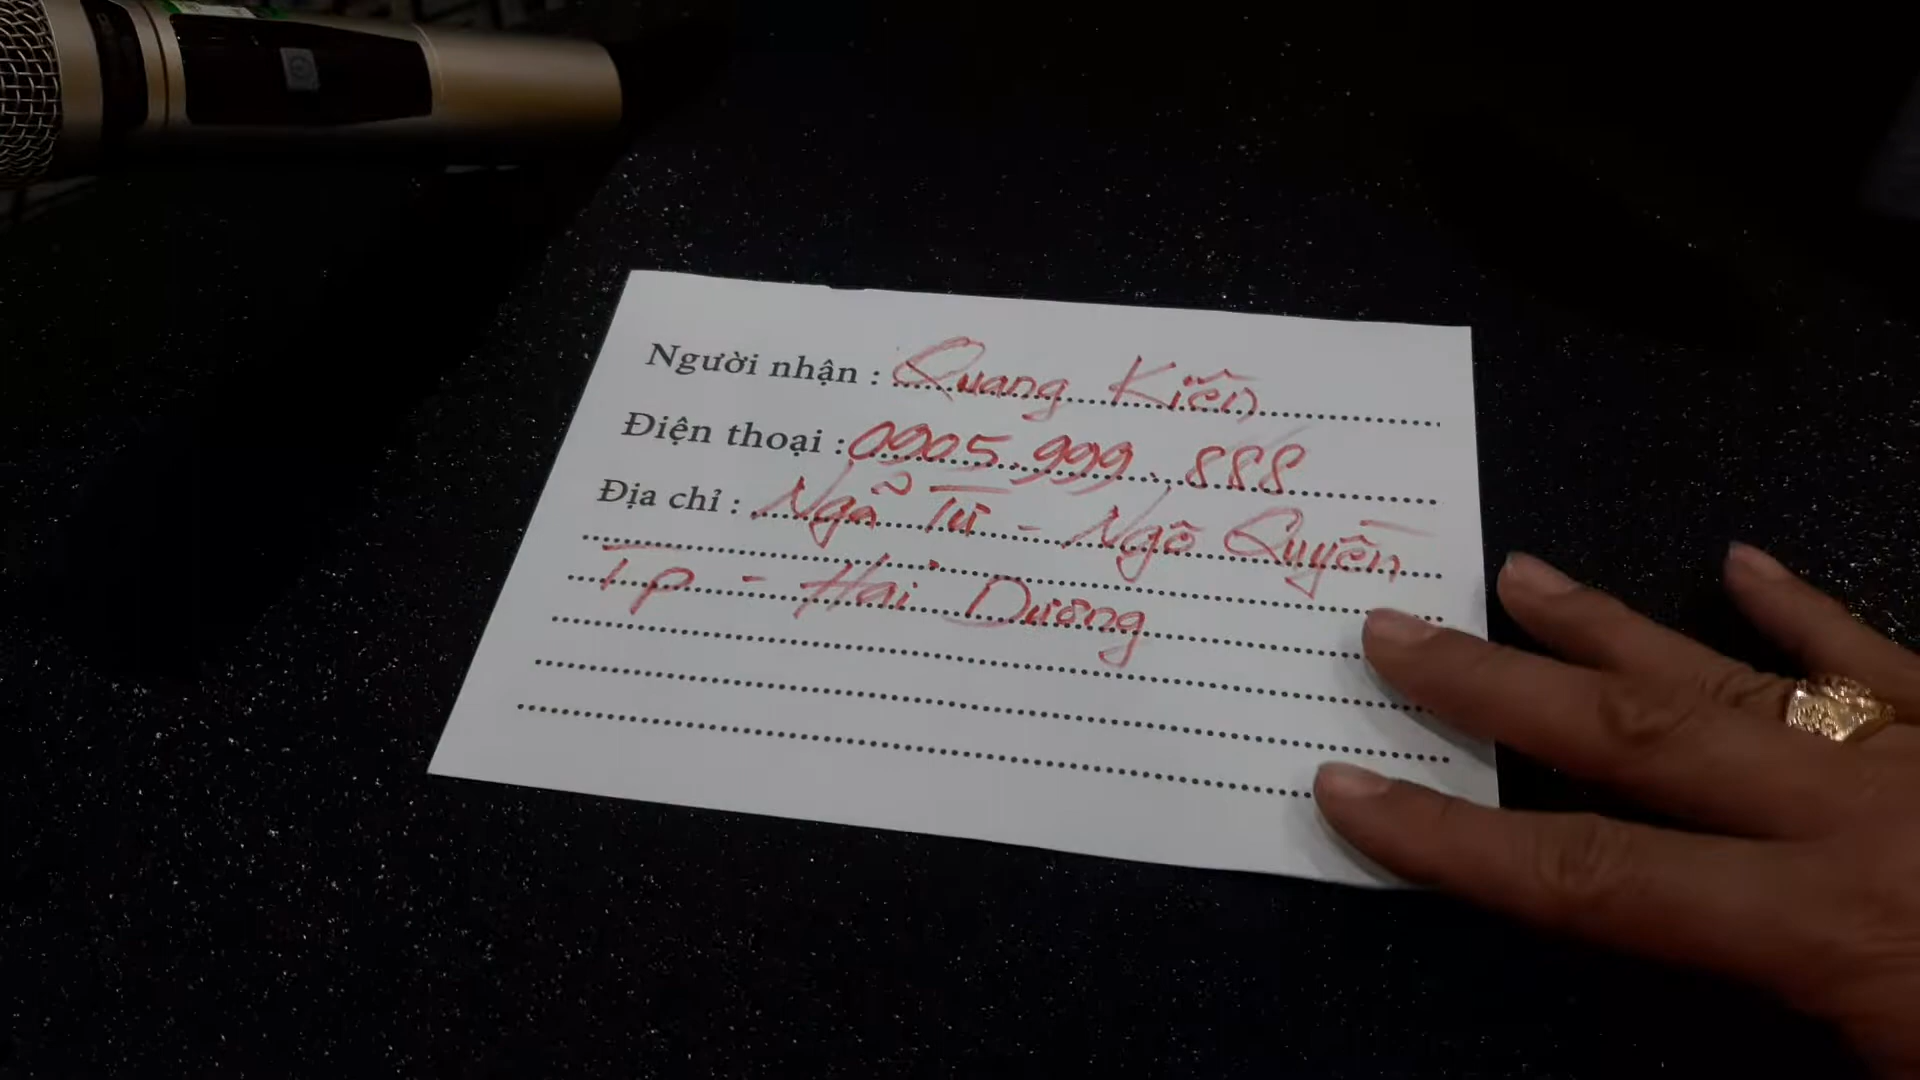 Người nhận : Quang Kiên
Điện thoại : 0905.999.888
Địa chỉ : Ngã Tư - Ngô Quyền
Tp - Hải Dương